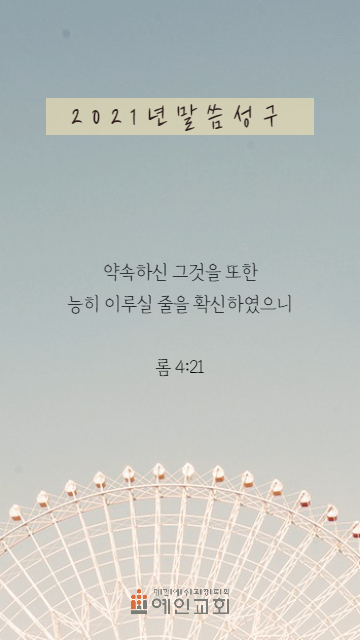 2021년말씀성구
약속하신 그것을 또한
능히 이루실 줄을 확신하였으니
롬 4:21
예인교회